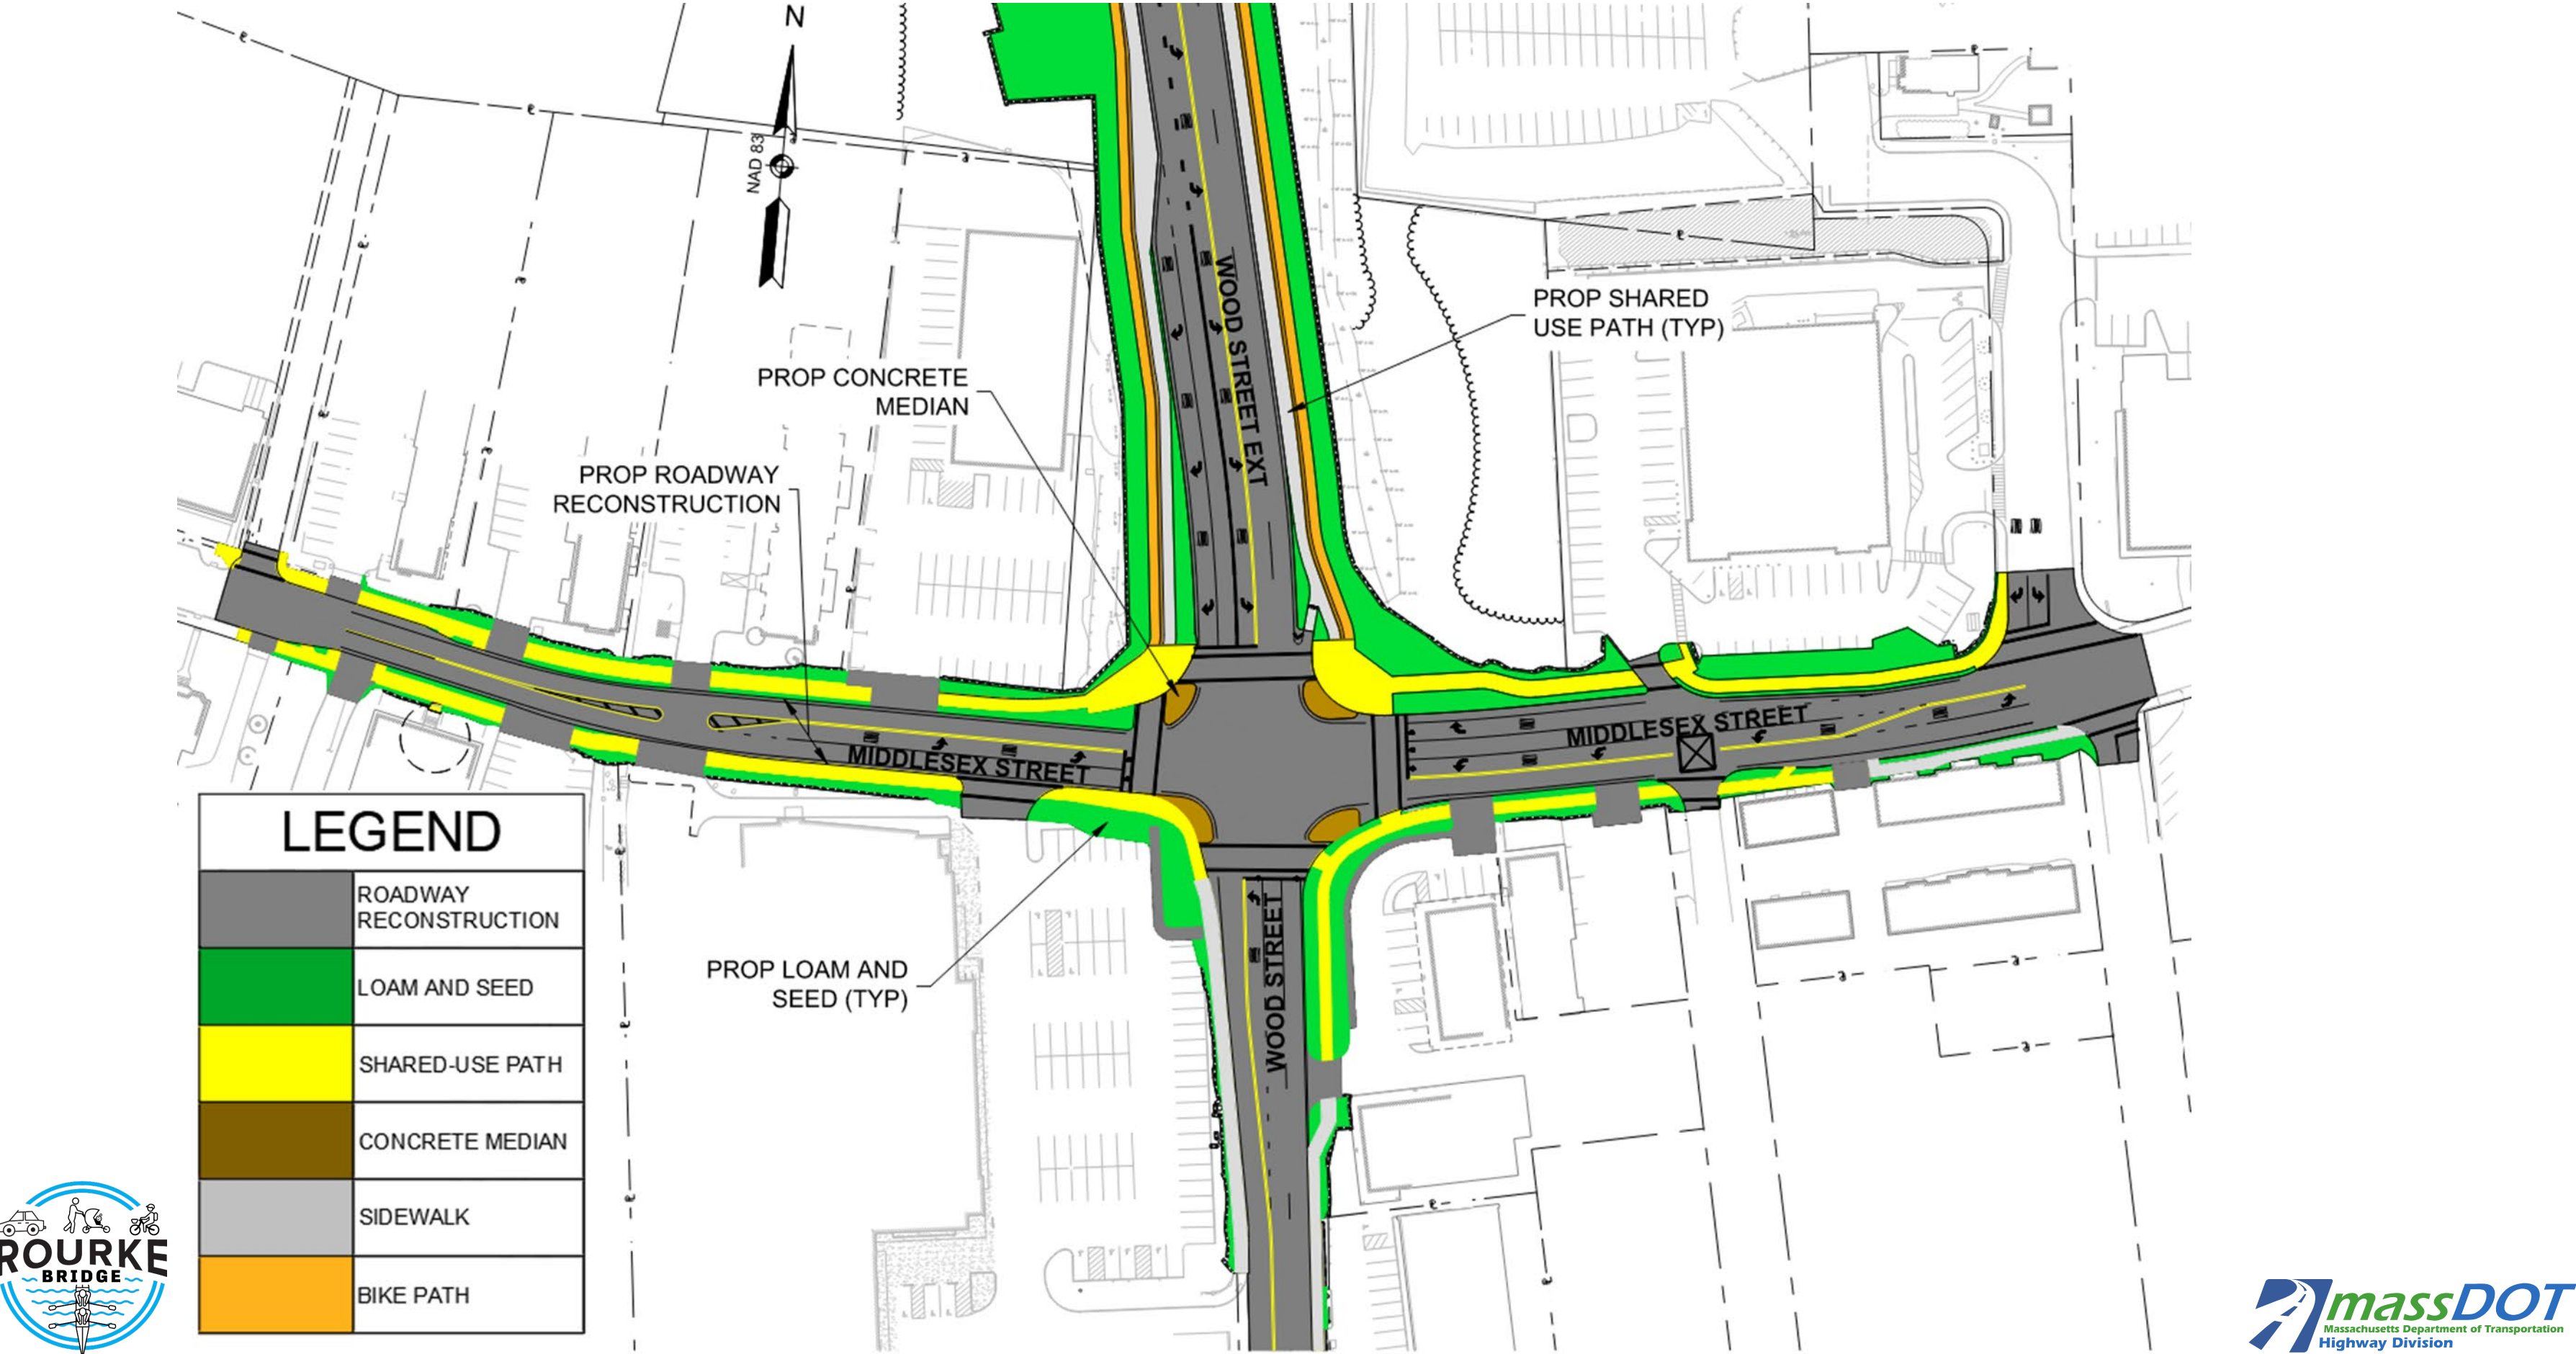 N
NAD 83
WOOD STREET EXT
PROP SHARED
USE PATH (TYP)
PROP CONCRETE
MEDIAN
PROP ROADWAY
RECONSTRUCTION
MIDDLESEX STREET
MIDDLESEX STREET
WOOD STREET
PROP LOAM AND
SEED (TYP)
LEGEND
ROADWAY
RECONSTRUCTION
LOAM AND SEED
SHARED-USE PATH
CONCRETE MEDIAN
SIDEWALK
BIKE PATH
ROURKE
BRIDGE
massDOT
Massachusetts Department of Transportation
Highway Division